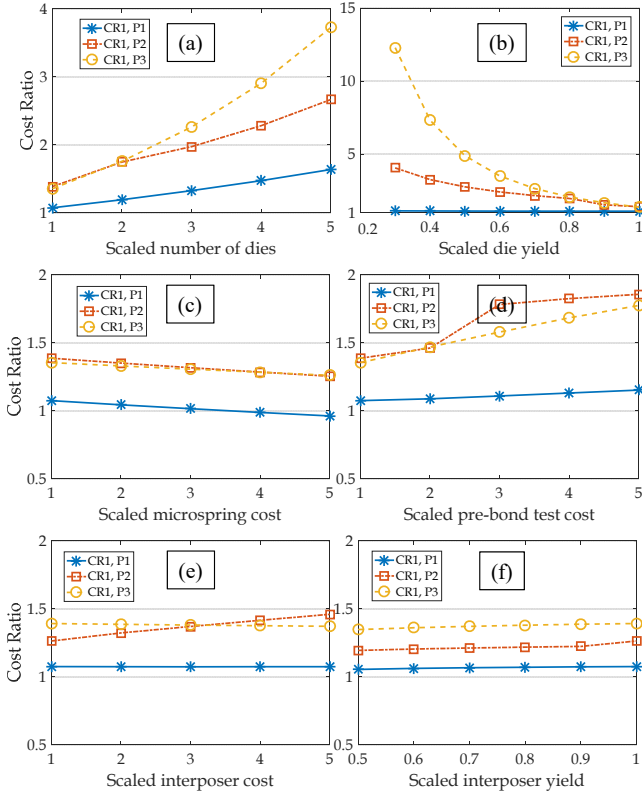 4
3
2
1
CR1, P1
CR1, P2
CR1, P3
(a)
Cost Ratio
1 2 3 4 5
Scaled number of dies
15
10
5
1
(b)
CR1, P1
CR1, P2
CR1, P3
0.2 0.4 0.6 0.8 1
Scaled die yield
2
1.5
1
0.5
CR1, P1
CR1, P2
CR1, P3
(c)
Cost Ratio
1 2 3 4 5
Scaled microspring cost
2
1.5
1
0.5
CR1, P1
CR1, P2
CR1, P3
(d)
1 2 3 4 5
Scaled pre-bond test cost
2
1.5
1
0.5
CR1, P1
CR1, P2
CR1, P3
(e)
Cost Ratio
1 2 3 4 5
Scaled interposer cost
2
1.5
1
0.5
CR1, P1
CR1, P2
CR1, P3
(f)
0.5 0.6 0.7 0.8 0.9 1
Scaled interposer yield